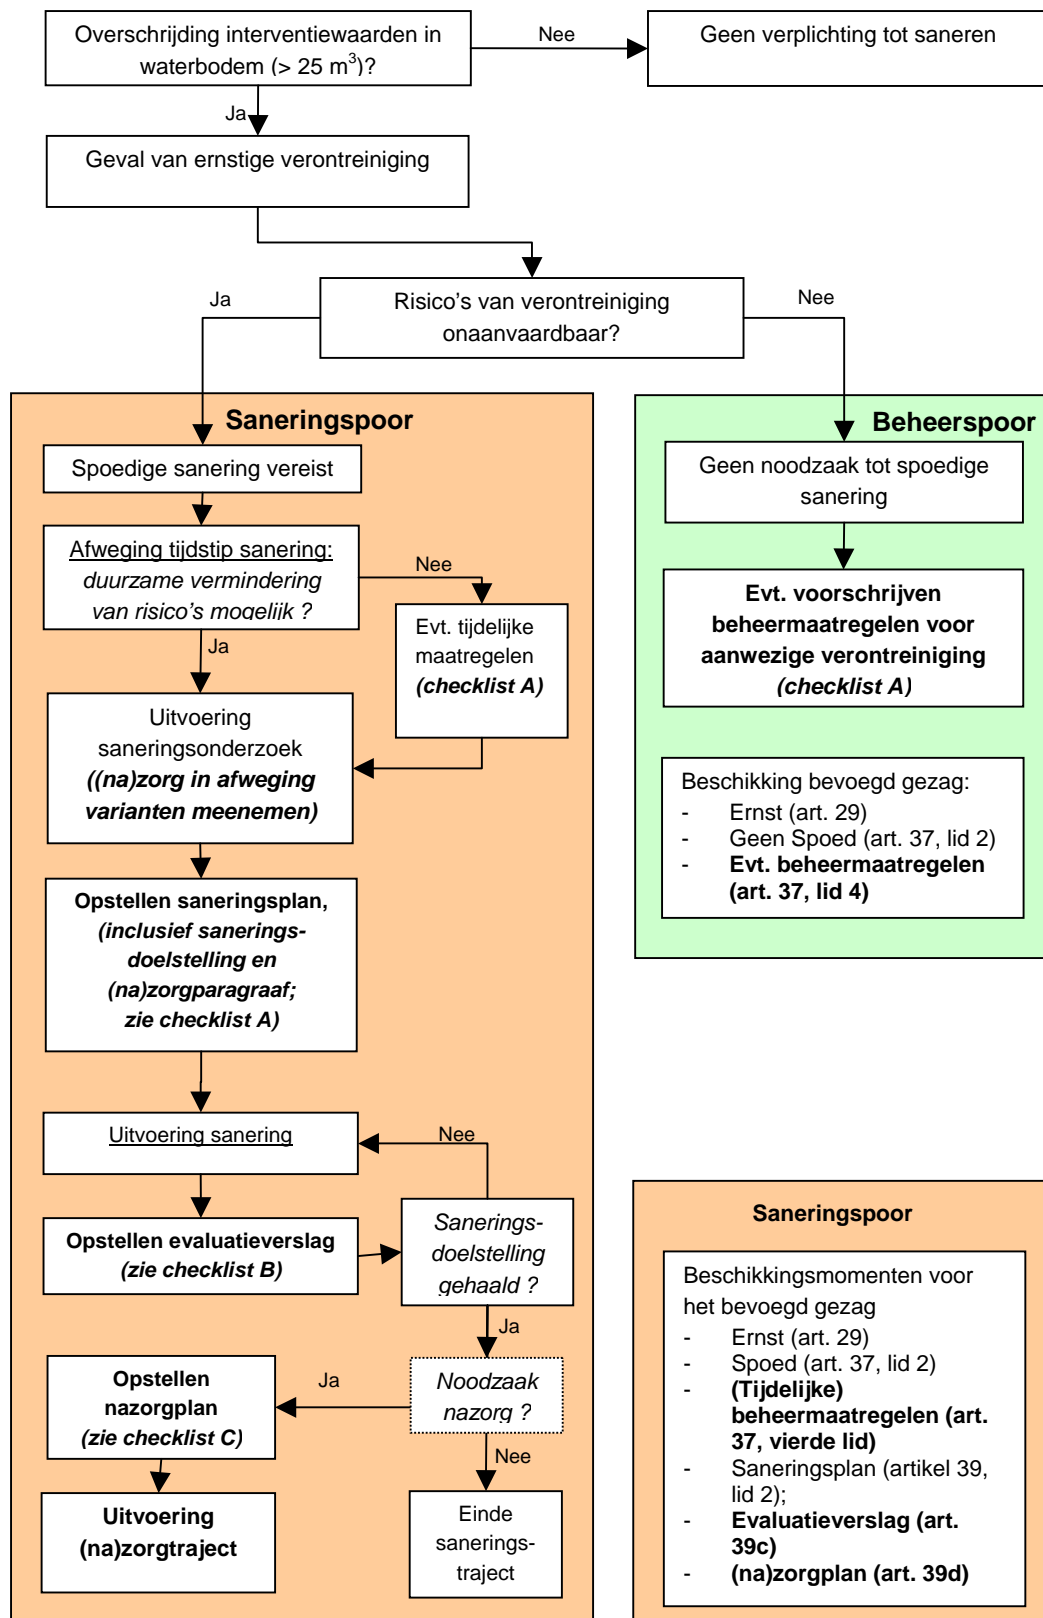 Overschrijding interventiewaarden in
waterbodem (> 25 m³)?
Nee
Geen verplichting tot saneren
Ja
Geval van ernstige verontreiniging
Risico's van verontreiniging
onaanvaardbaar?
Ja
Nee
Saneringspoor
Spoedige sanering vereist
Afweging tijdstip sanering:
duurzame vermindering
van risico's mogelijk ?
Nee
Evt. tijdelijke
maatregelen
(checklist A)
Ja
Uitvoering
saneringsonderzoek
((na)zorg in afweging
varianten meenemen)
Opstellen saneringsplan,
(inclusief sanerings-
doelstelling en
(na)zorgparagraaf;
zie checklist A)
Uitvoering sanering
Nee
Opstellen evaluatieverslag
(zie checklist B)
Sanerings-
doelstelling
gehaald ?
Ja
Noodzaak
nazorg ?
Ja
Opstellen
nazorgplan
(zie checklist C)
Nee
Uitvoering
(na)zorgtraject
Einde
sanerings-
traject
Beheerspoor
Geen noodzaak tot spoedige
sanering
Evt. voorschrijven
beheermaatregelen voor
aanwezige verontreiniging
(checklist A)
Beschikking bevoegd gezag:
- Ernst (art. 29)
- Geen Spoed (art. 37, lid 2)
- Evt. beheermaatregelen
(art. 37, lid 4)
Saneringspoor
Beschikkingsmomenten voor
het bevoegd gezag
- Ernst (art. 29)
- Spoed (art. 37, lid 2)
- (Tijdelijke)
beheermaatregelen (art.
37, vierde lid)
- Saneringsplan (artikel 39,
lid 2);
- Evaluatieverslag (art.
39c)
- (na)zorgplan (art. 39d)